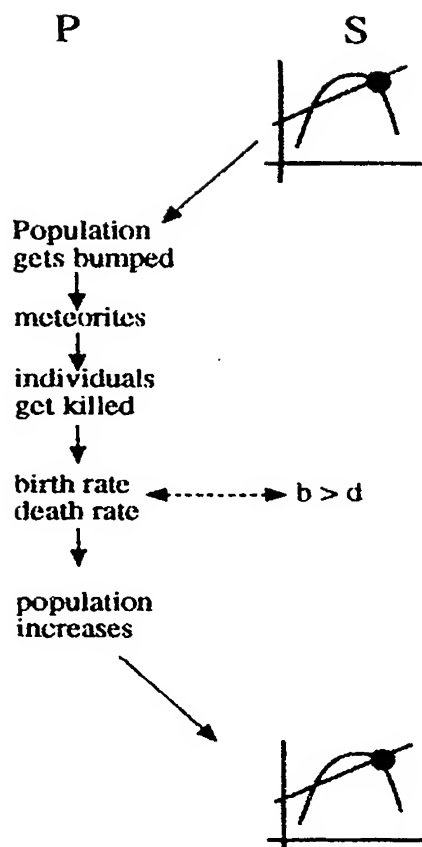 P S
Population
gets bumped
meteorites
individuals
get killed
birth rate
death rate
b > d
population
increases